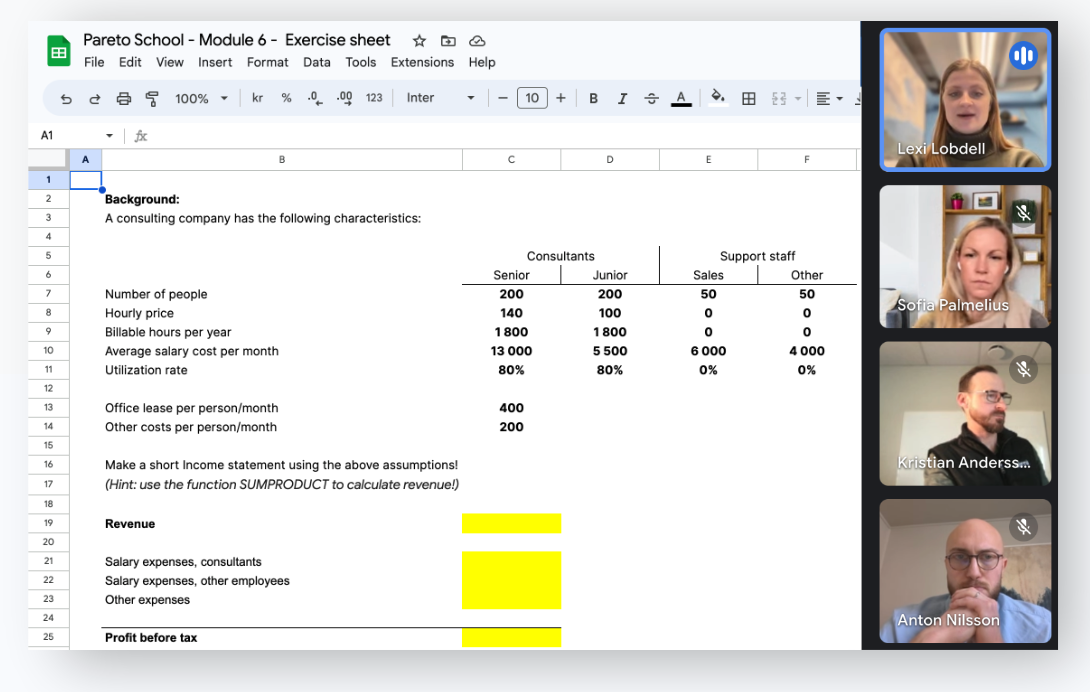 Pareto School - Module 6 - Exercise sheet
File Edit View Insert Format Data Tools Extensions Help
100% kr % .0 .00 123 Inter - 10 + B I S A
A1 fx
A B C D E F
1
2 Background:
3 A consulting company has the following characteristics:
4
5 Consultants Support staff
6 Senior Junior Sales Other
7 Number of people 200 200 50 50
8 Hourly price 140 100 0 0
9 Billable hours per year 1 800 1 800 0 0
10 Average salary cost per month 13 000 5 500 6 000 4 000
11 Utilization rate 80% 80% 0% 0%
12
13 Office lease per person/month 400
14 Other costs per person/month 200
15
16 Make a short Income statement using the above assumptions!
17 (Hint: use the function SUMPRODUCT to calculate revenue!)
18
19 Revenue
20
21 Salary expenses, consultants
22 Salary expenses, other employees
23 Other expenses
24
25 Profit before tax
Lexi Lobdell
Sofia Palmelius
Kristian Anderss...
Anton Nilsson